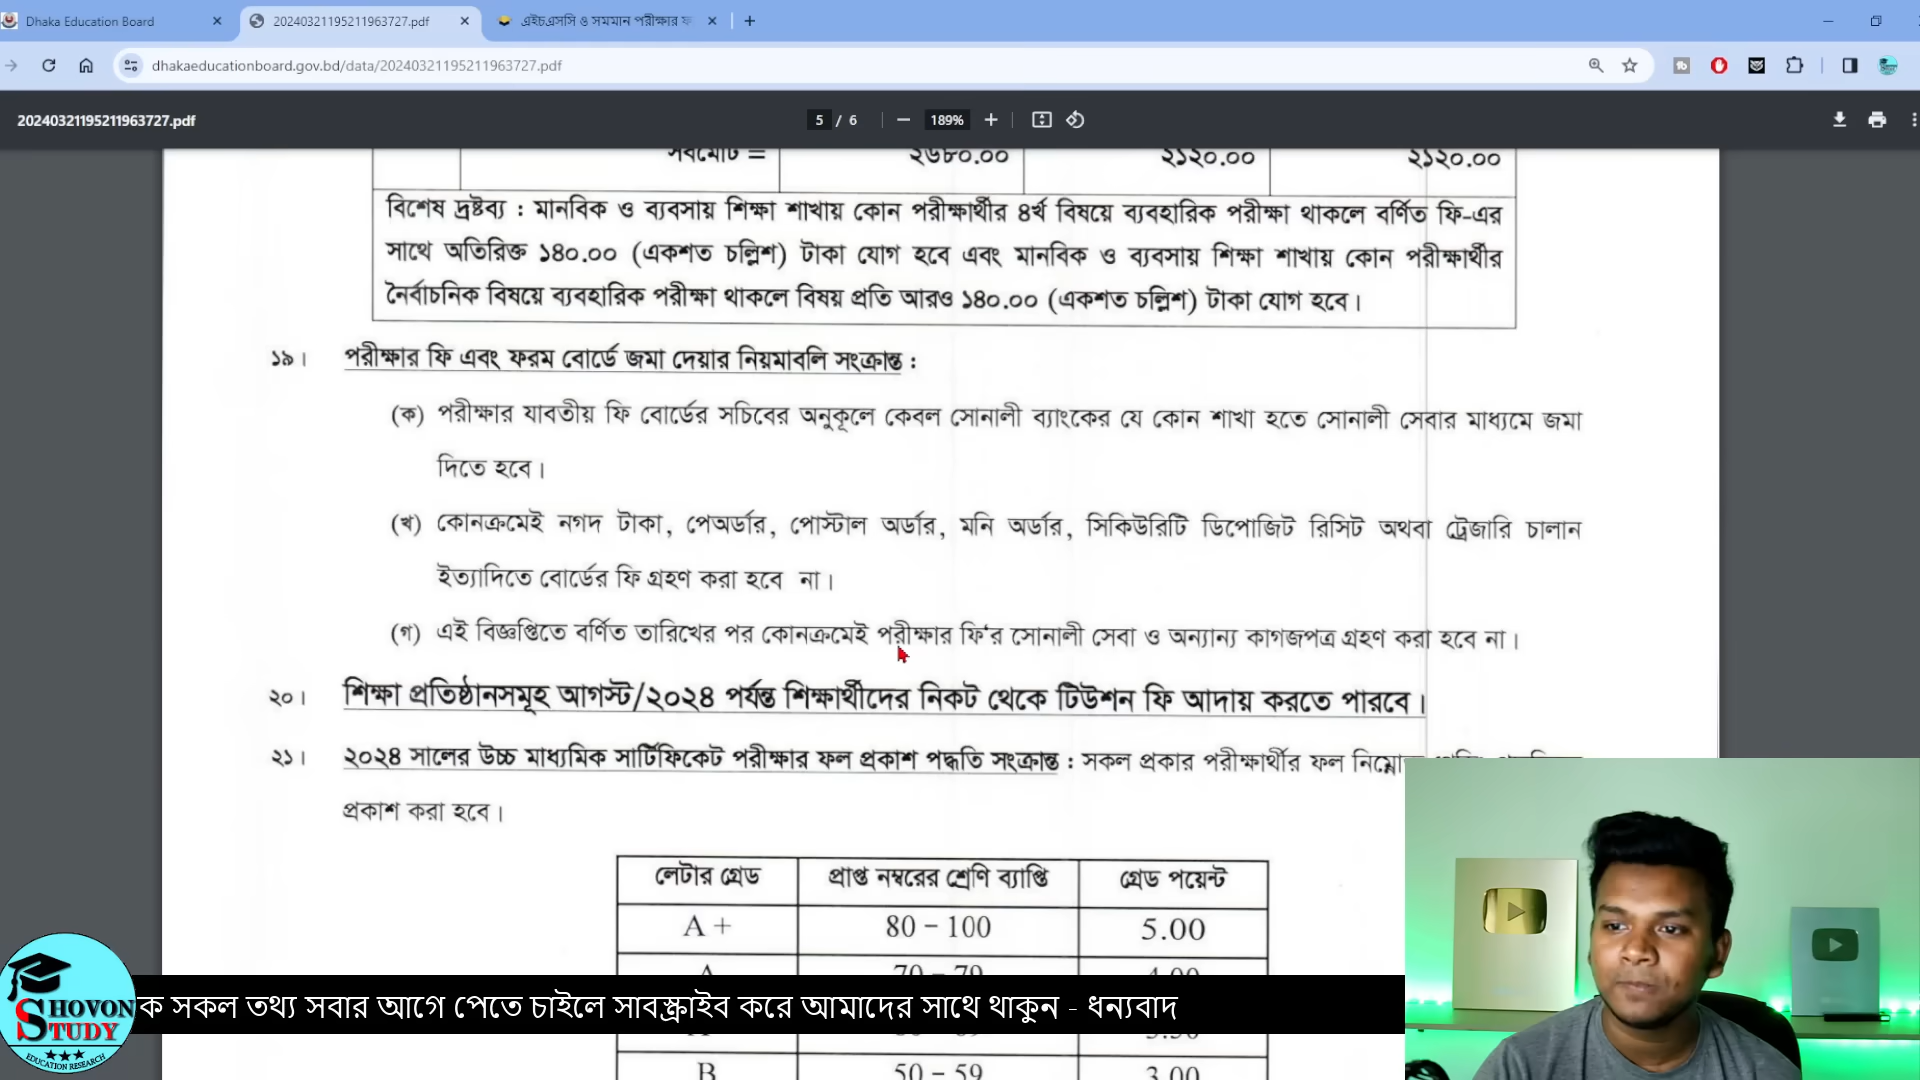 Dhaka Education Board
20240321195211963727.pdf
এইচএসসি ও সমমান পরীক্ষার ফ
dhakaeducationboard.gov.bd/data/20240321195211963727.pdf
20240321195211963727.pdf
5 / 6
189%
সর্বমোট = ২৬৮০.০০ ২১২০.০০ ২১২০.০০
বিশেষ দ্রষ্টব্য : মানবিক ও ব্যবসায় শিক্ষা শাখায় কোন পরীক্ষার্থীর ৪র্থ বিষয়ে ব্যবহারিক পরীক্ষা থাকলে বর্ণিত ফি-এর
সাথে অতিরিক্ত ১৪০.০০ (একশত চল্লিশ) টাকা যোগ হবে এবং মানবিক ও ব্যবসায় শিক্ষা শাখায় কোন পরীক্ষার্থীর
নৈর্বাচনিক বিষয়ে ব্যবহারিক পরীক্ষা থাকলে বিষয় প্রতি আরও ১৪০.০০ (একশত চল্লিশ) টাকা যোগ হবে।
১৯। পরীক্ষার ফি এবং ফরম বোর্ডে জমা দেয়ার নিয়মাবলি সংক্রান্ত :
(ক) পরীক্ষার যাবতীয় ফি বোর্ডের সচিবের অনুকূলে কেবল সোনালী ব্যাংকের যে কোন শাখা হতে সোনালী সেবার মাধ্যমে জমা
দিতে হবে।
(খ) কোনক্রমেই নগদ টাকা, পেঅর্ডার, পোস্টাল অর্ডার, মনি অর্ডার, সিকিউরিটি ডিপোজিট রিসিট অথবা ট্রেজারি চালান
ইত্যাদিতে বোর্ডের ফি গ্রহণ করা হবে না।
(গ) এই বিজ্ঞপ্তিতে বর্ণিত তারিখের পর কোনক্রমেই পরীক্ষার ফি‘র সোনালী সেবা ও অন্যান্য কাগজপত্র গ্রহণ করা হবে না।
২০। শিক্ষা প্রতিষ্ঠানসমূহ আগস্ট/২০২৪ পর্যন্ত শিক্ষার্থীদের নিকট থেকে টিউশন ফি আদায় করতে পারবে।
২১। ২০২৪ সালের উচ্চ মাধ্যমিক সার্টিফিকেট পরীক্ষার ফল প্রকাশ পদ্ধতি সংক্রান্ত : সকল প্রকার পরীক্ষার্থীর ফল
প্রকাশ করা হবে।
লেটার গ্রেড প্রাপ্ত নম্বরের শ্রেণি ব্যাপ্তি গ্রেড পয়েন্ট
A + 80 – 100 5.00
A 70 – 79 4.00
B 50 – 59 3.00
ক সকল তথ্য সবার আগে পেতে চাইলে সাবস্ক্রাইব করে আমাদের সাথে থাকুন - ধন্যবাদ
SHOVON
STUDY
EDUCATION RESEARCH